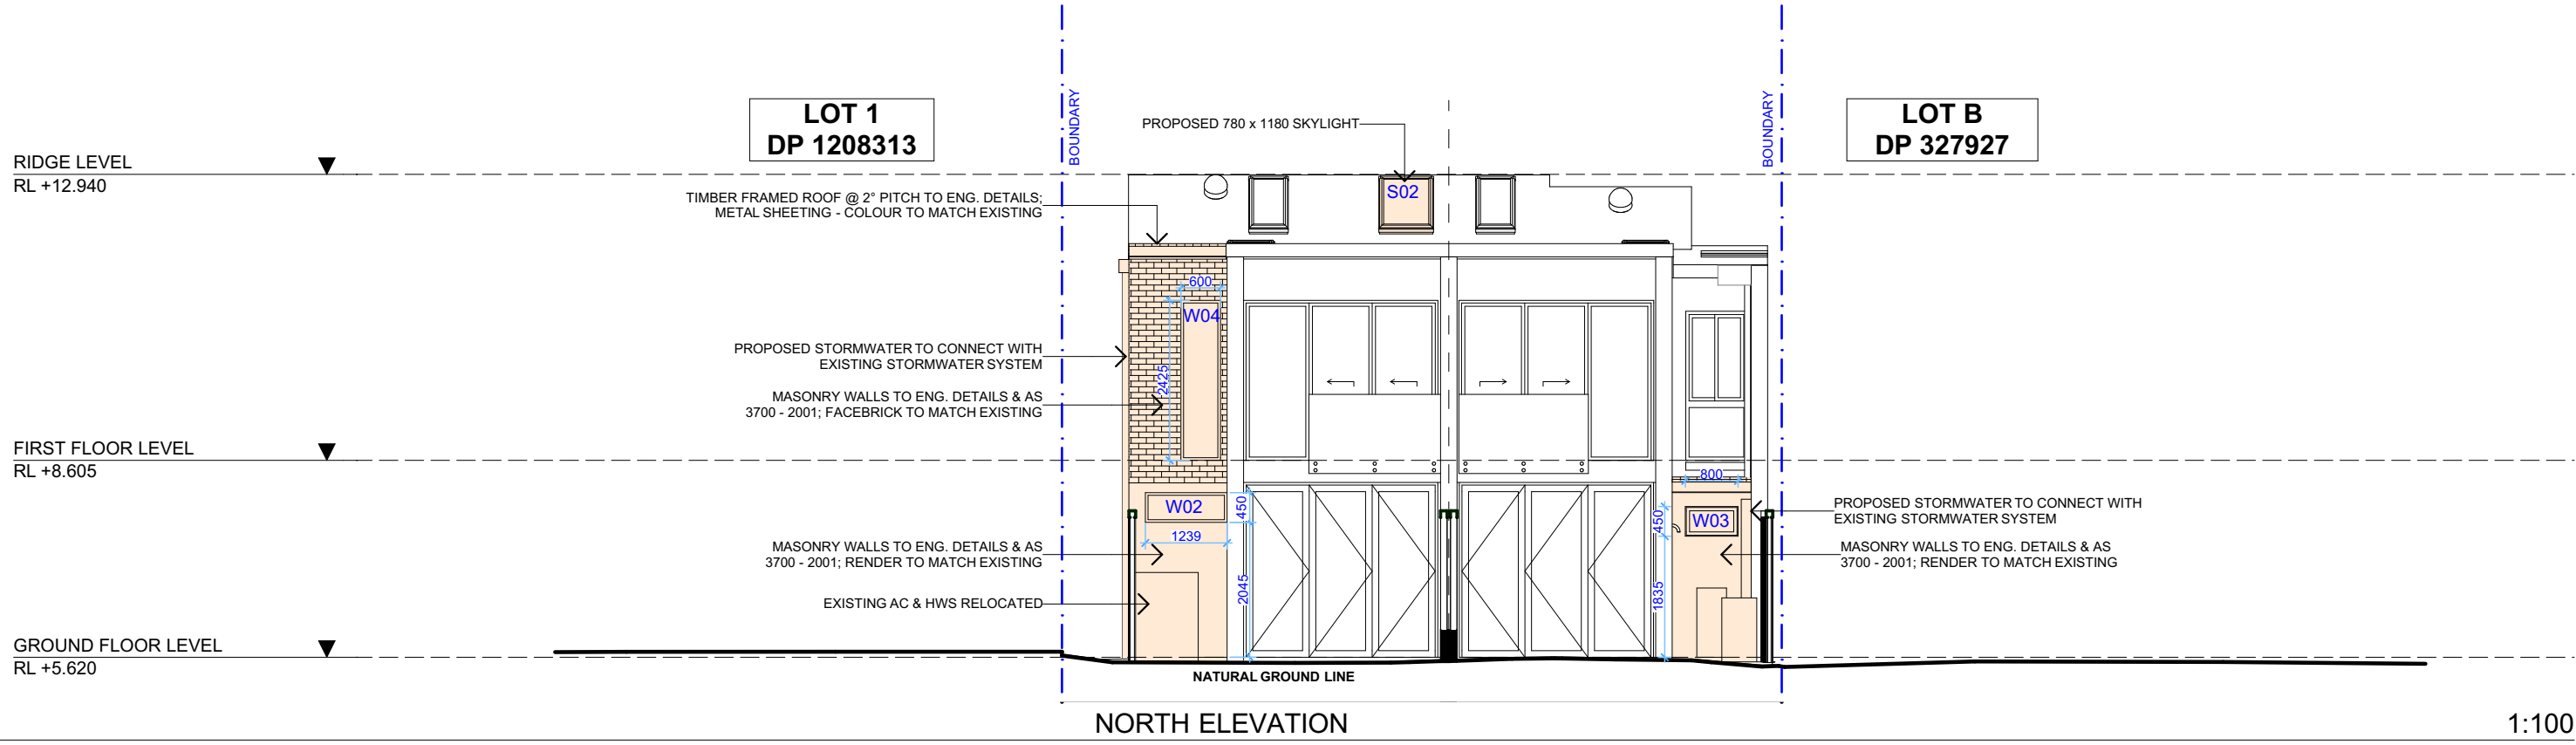 LOT 1
DP 1208313
BOUNDARY
PROPOSED 780 x 1180 SKYLIGHT
BOUNDARY
LOT B
DP 327927
RIDGE LEVEL
RL +12.940
TIMBER FRAMED ROOF @ 2° PITCH TO ENG. DETAILS;
METAL SHEETING - COLOUR TO MATCH EXISTING
S02
600
W04
2425
PROPOSED STORMWATER TO CONNECT WITH
EXISTING STORMWATER SYSTEM
MASONRY WALLS TO ENG. DETAILS & AS
3700 - 2001; FACEBRICK TO MATCH EXISTING
FIRST FLOOR LEVEL
RL +8.605
800
W02
450
1239
2045
450
W03
1835
PROPOSED STORMWATER TO CONNECT WITH
EXISTING STORMWATER SYSTEM
MASONRY WALLS TO ENG. DETAILS & AS
3700 - 2001; RENDER TO MATCH EXISTING
MASONRY WALLS TO ENG. DETAILS & AS
3700 - 2001; RENDER TO MATCH EXISTING
EXISTING AC & HWS RELOCATED
GROUND FLOOR LEVEL
RL +5.620
NATURAL GROUND LINE
NORTH ELEVATION
1:100